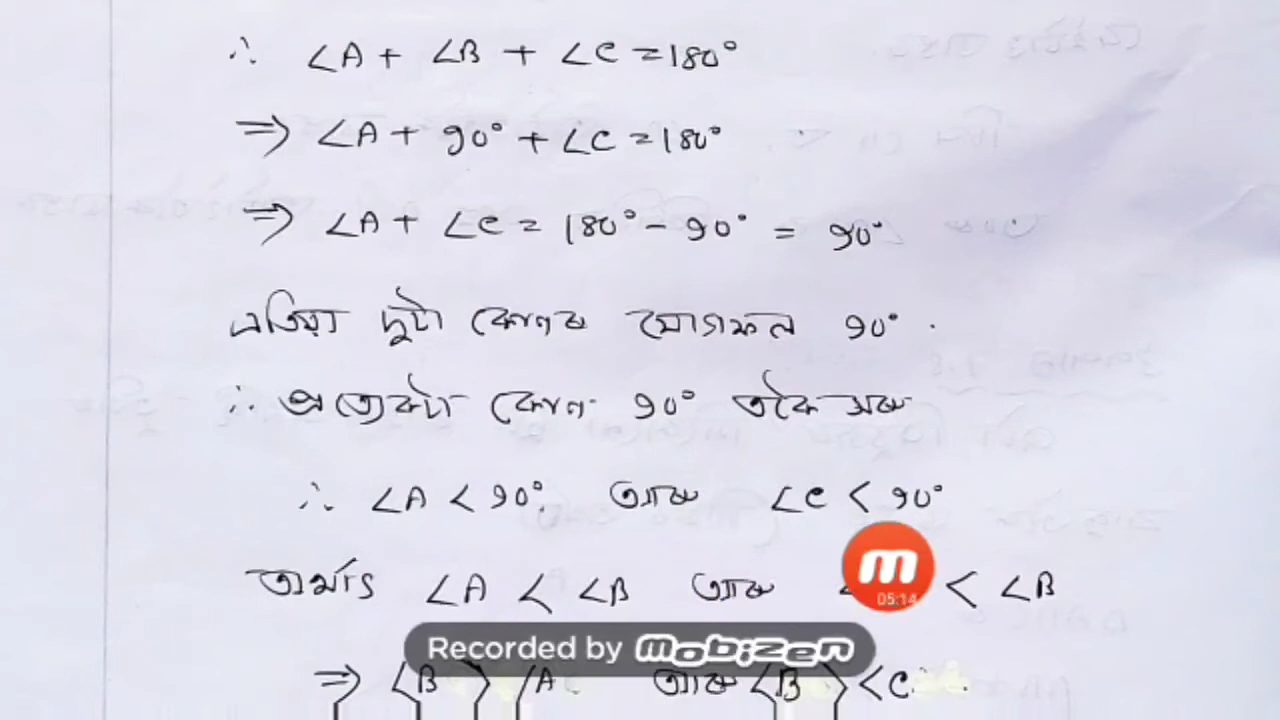 ∴ ∠A + ∠B + ∠C = 180°
⇒ ∠A + 90° + ∠C = 180°
⇒ ∠A + ∠C = 180° − 90° = 90°
এতিয়া দুটা কোণৰ যোগফল 90°.
∴ প্ৰত্যেকটা কোণ 90° তকৈ সৰু
∴ ∠A < 90° আৰু ∠C < 90°
অৰ্থাৎ ∠A < ∠B আৰু < ∠B
05:14
Recorded by mobizen
⇒ ∠B > ∠A আৰু ∠B > ∠C